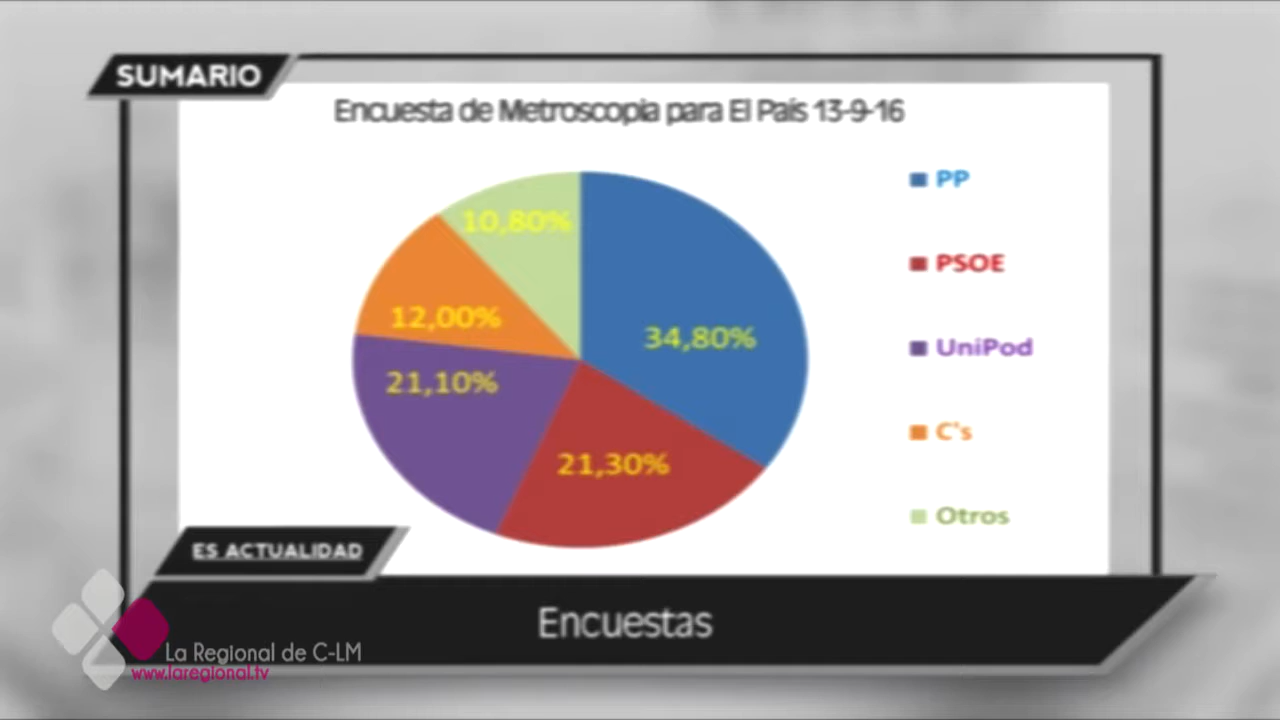 SUMARIO
Encuesta de Metroscopia para El País 13-9-16
PP
10,80%
PSOE
12,00%
34,80%
UniPod
21,10%
C's
21,30%
Otros
ES ACTUALIDAD
Encuestas
La Regional de C-LM
www.laregional.tv